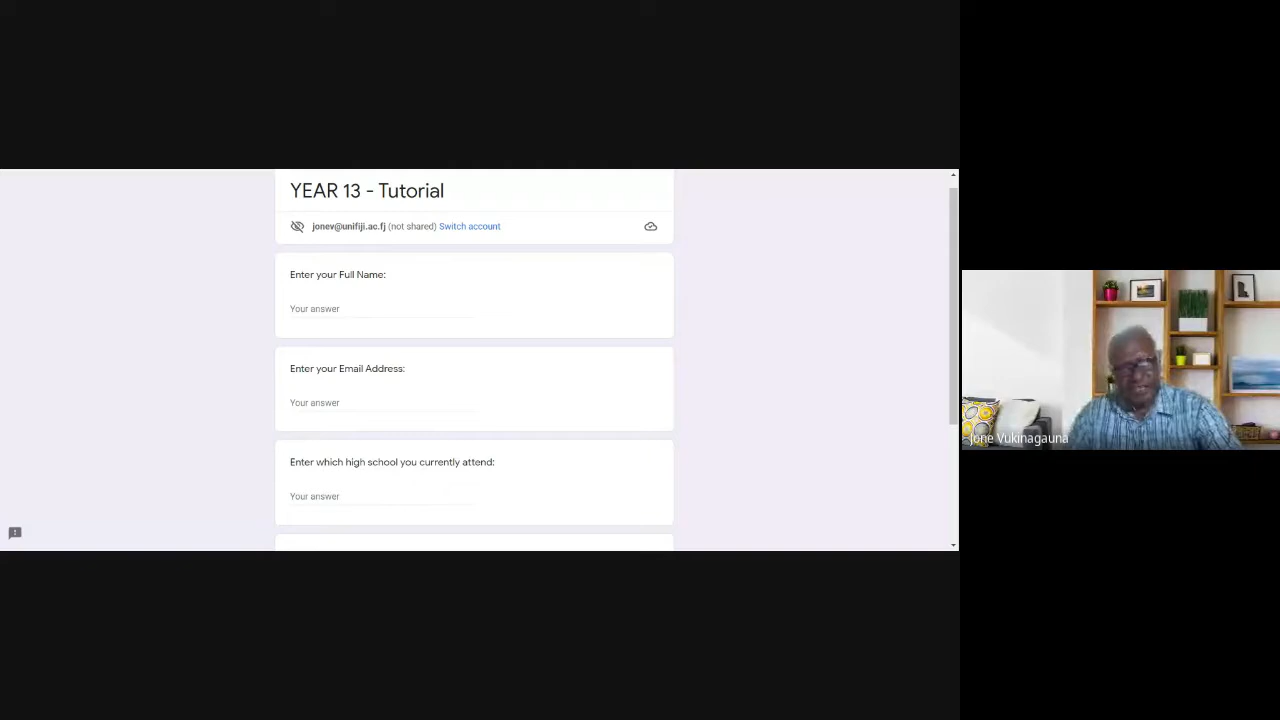 YEAR 13 - Tutorial
jonev@unifiji.ac.fj (not shared) Switch account
Enter your Full Name:
Your answer
Enter your Email Address:
Your answer
Enter which high school you currently attend:
Your answer
Jone Vukinagauna